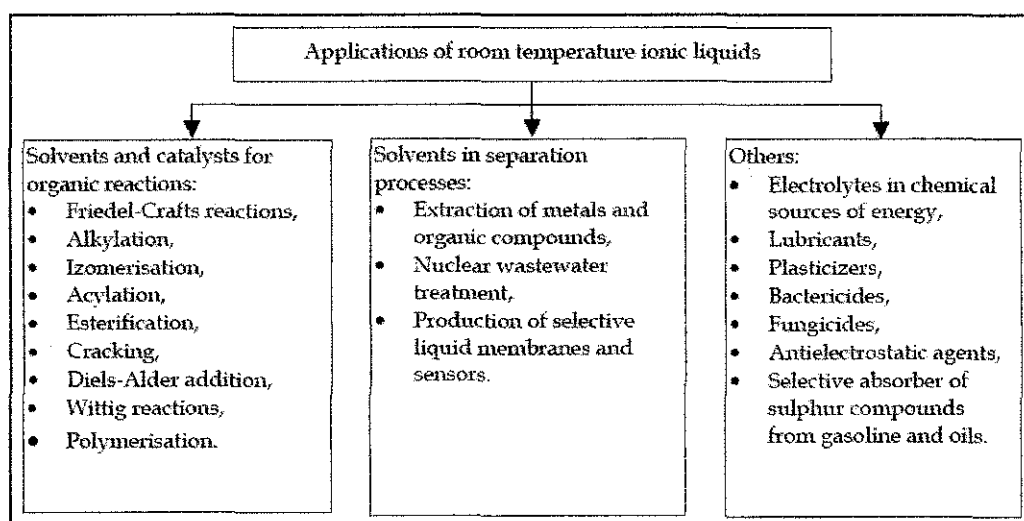 Applications of room temperature ionic liquids
Solvents and catalysts for
organic reactions:
• Friedel-Crafts reactions,
• Alkylation,
• Izomerisation,
• Acylation,
• Esterification,
• Cracking,
• Diels-Alder addition,
• Wittig reactions,
• Polymerisation.
Solvents in separation
processes:
• Extraction of metals and
organic compounds,
• Nuclear wastewater
treatment,
• Production of selective
liquid membranes and
sensors.
Others:
• Electrolytes in chemical
sources of energy,
• Lubricants,
• Plasticizers,
• Bactericides,
• Fungicides,
• Antielectrostatic agents,
• Selective absorber of
sulphur compounds
from gasoline and oils.